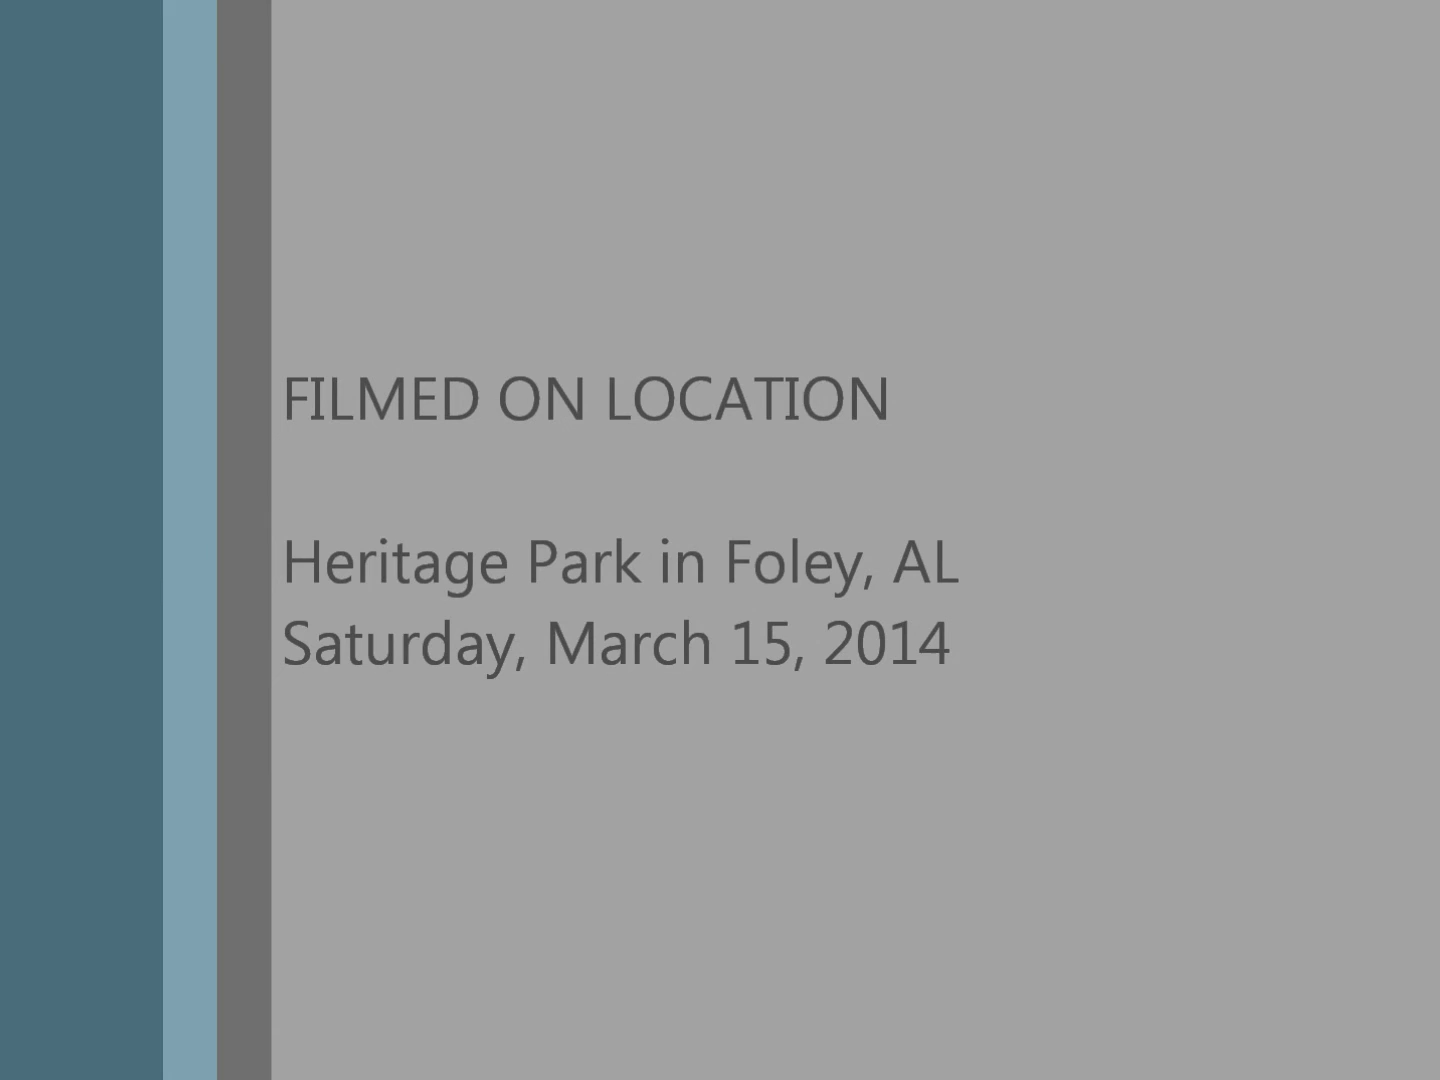 FILMED ON LOCATION
Heritage Park in Foley, AL
Saturday, March 15, 2014